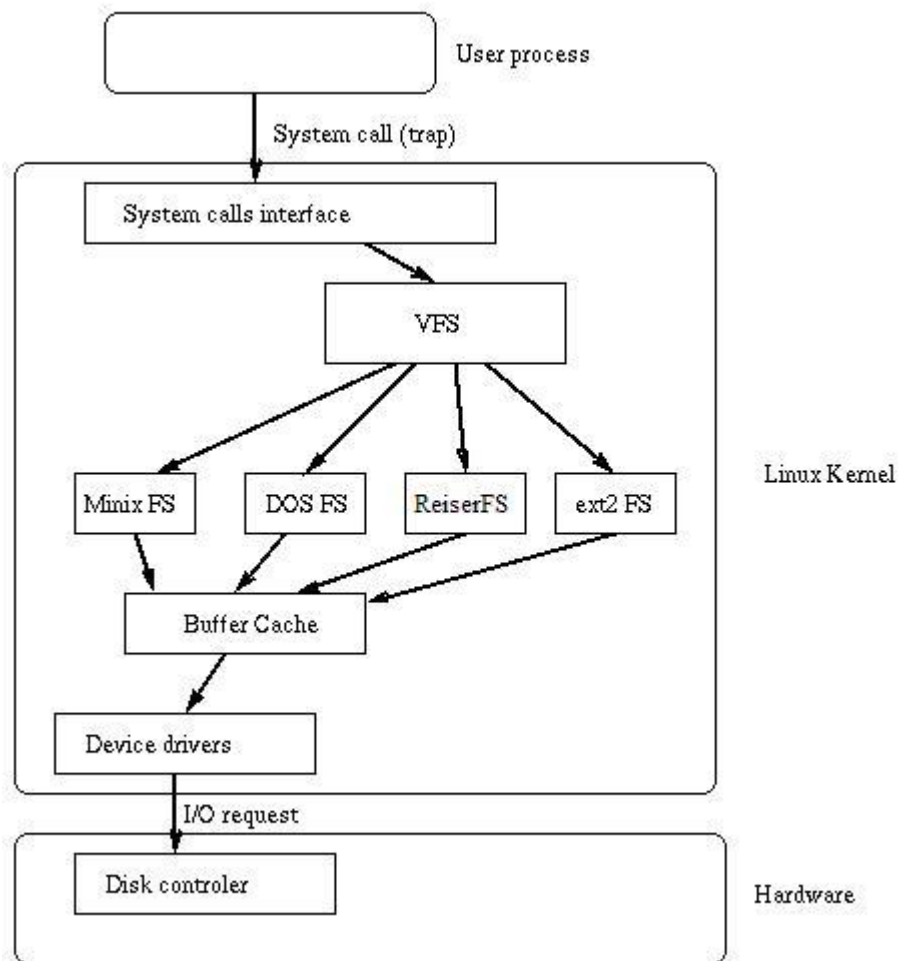 User process
System call (trap)
System calls interface
VFS
Minix FS
DOS FS
ReiserFS
ext2 FS
Linux Kernel
Buffer Cache
Device drivers
I/O request
Disk controler
Hardware